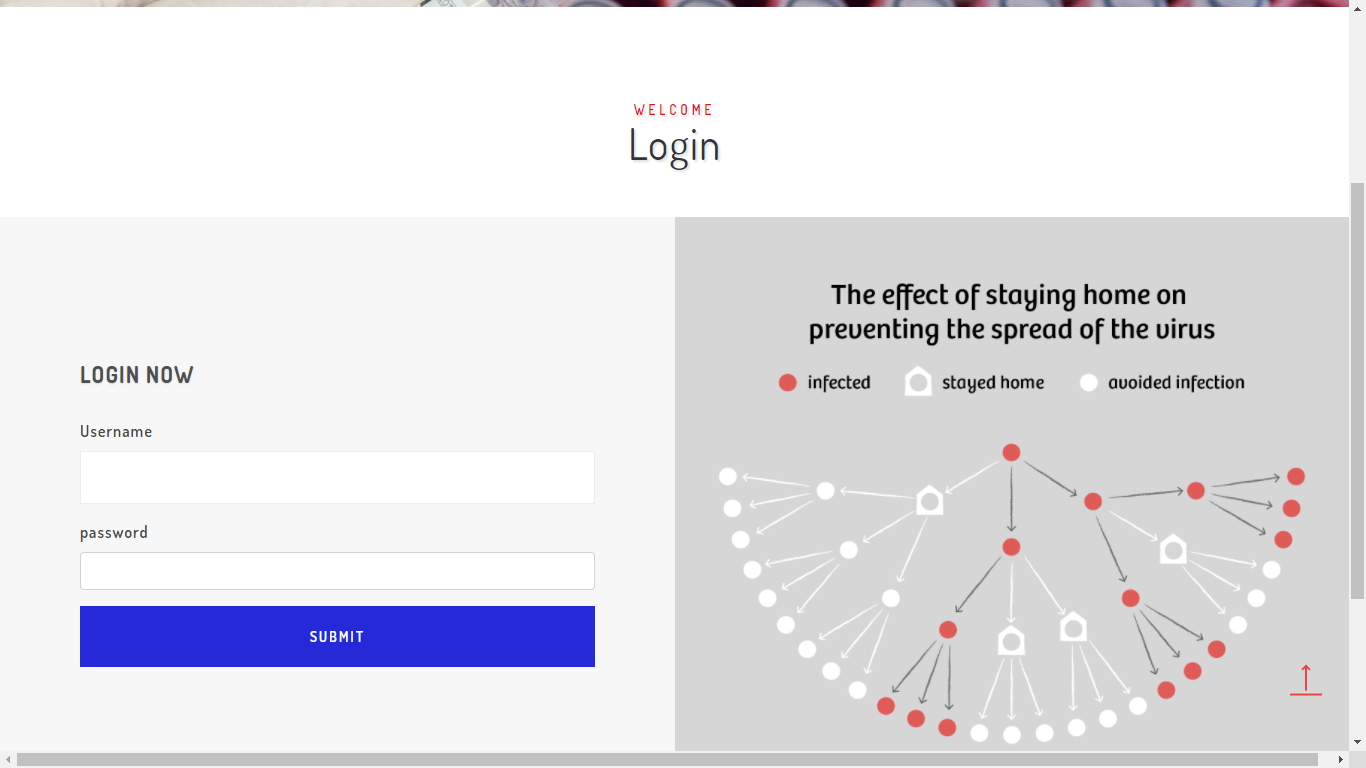 WELCOME
Login
LOGIN NOW
Username
password
SUBMIT
The effect of staying home on
preventing the spread of the virus
infected
stayed home
avoided infection